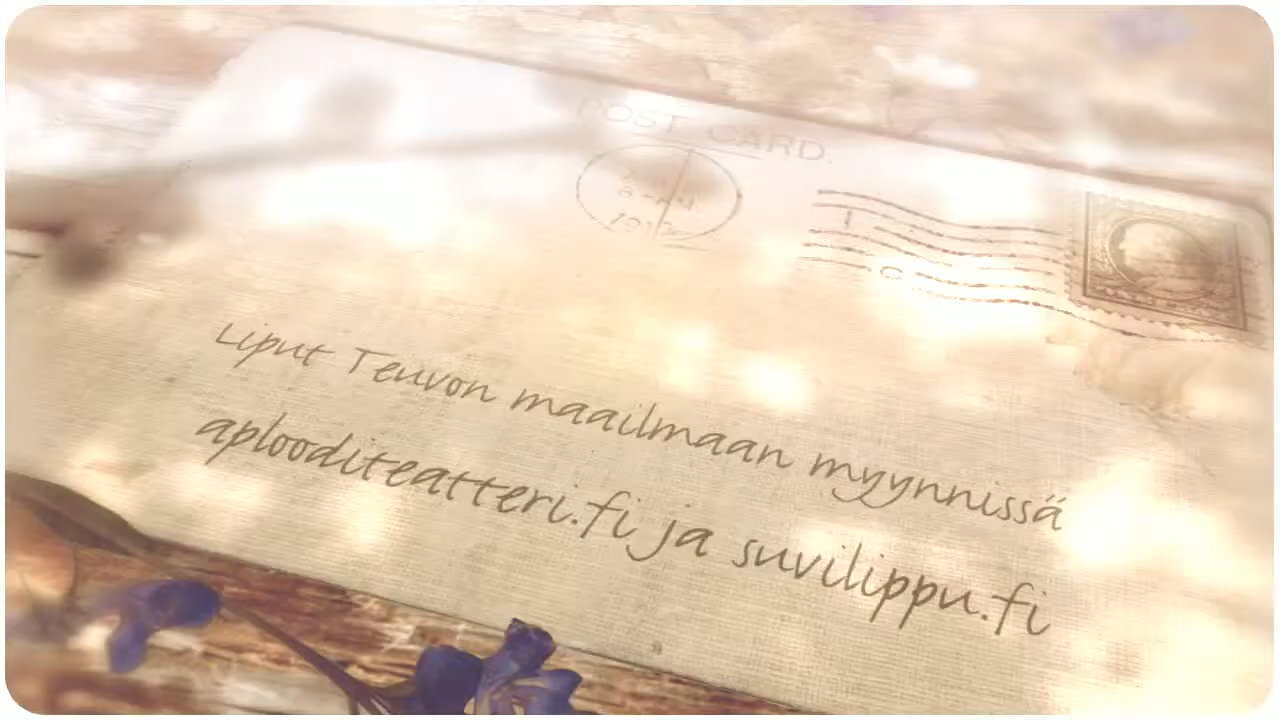 POST CARD.
Liput Teuvon maailmaan myynnissä
aplooditeatteri.fi ja suvilippu.fi